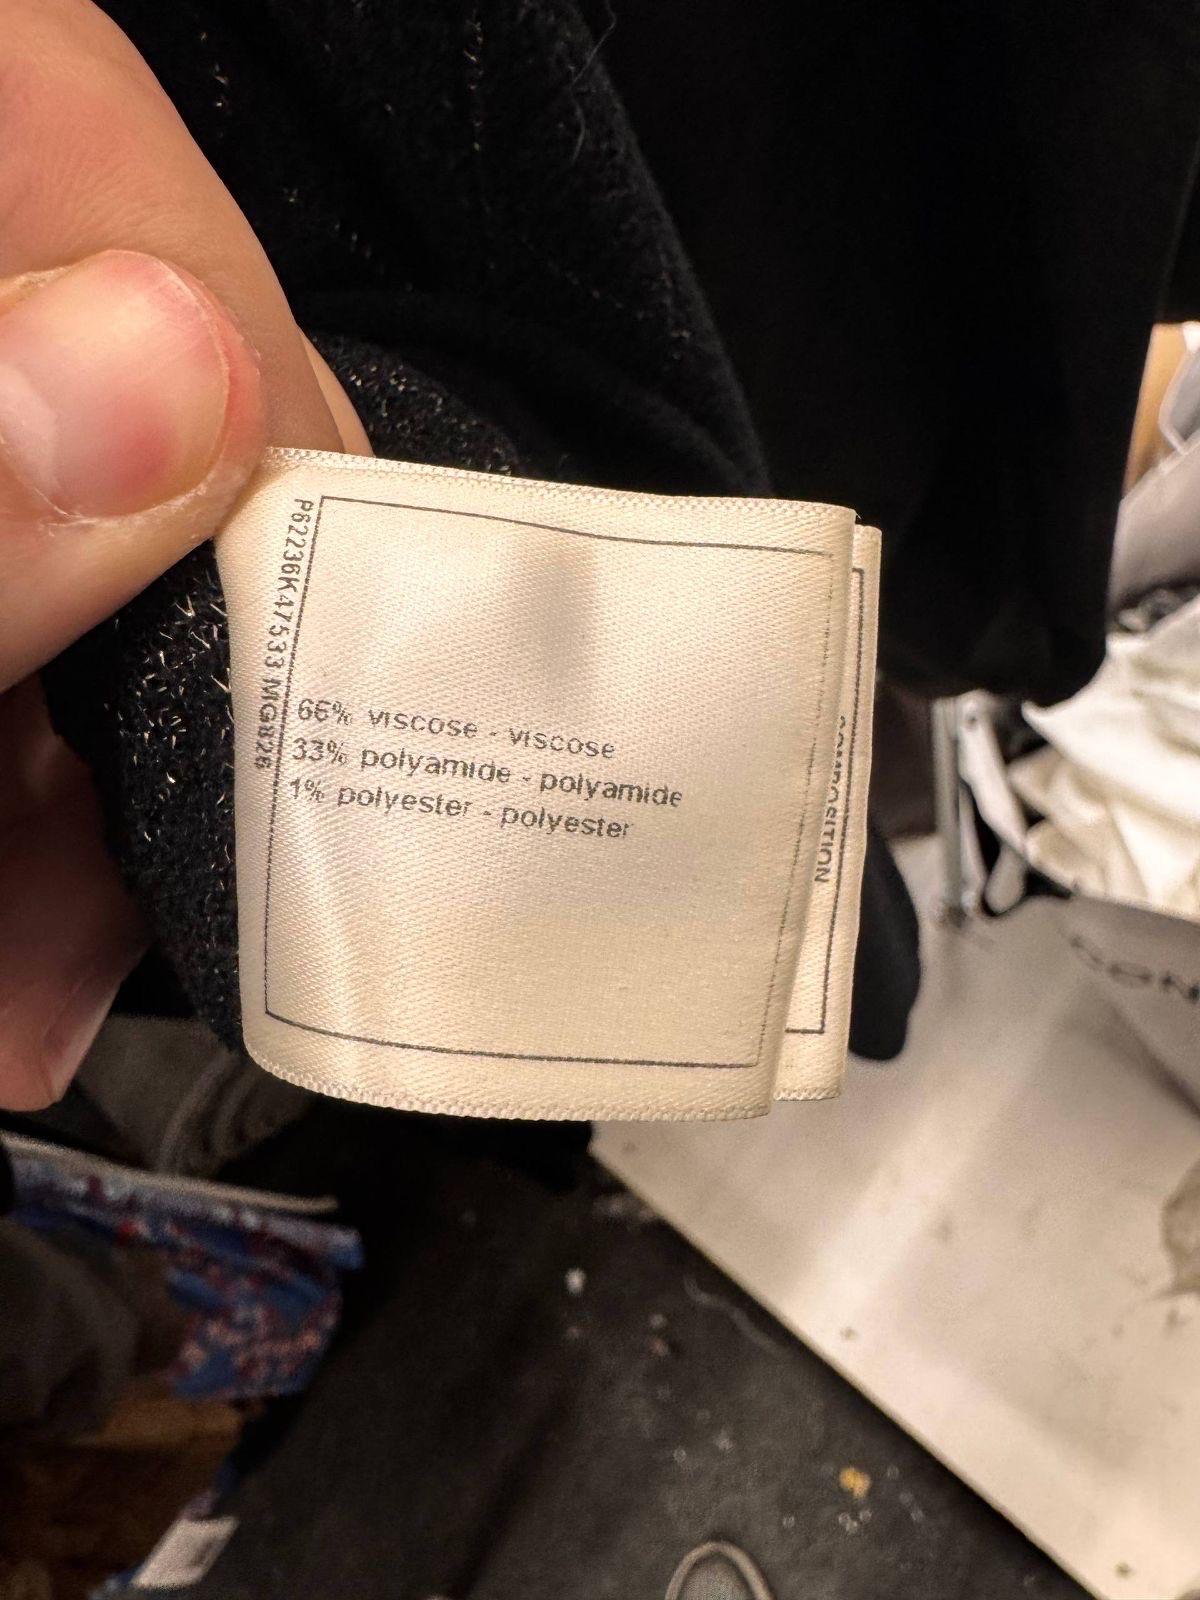 P62236K47533 MG826
66% viscose - viscose
33% polyamide - polyamide
1% polyester - polyester
COMPOSITION